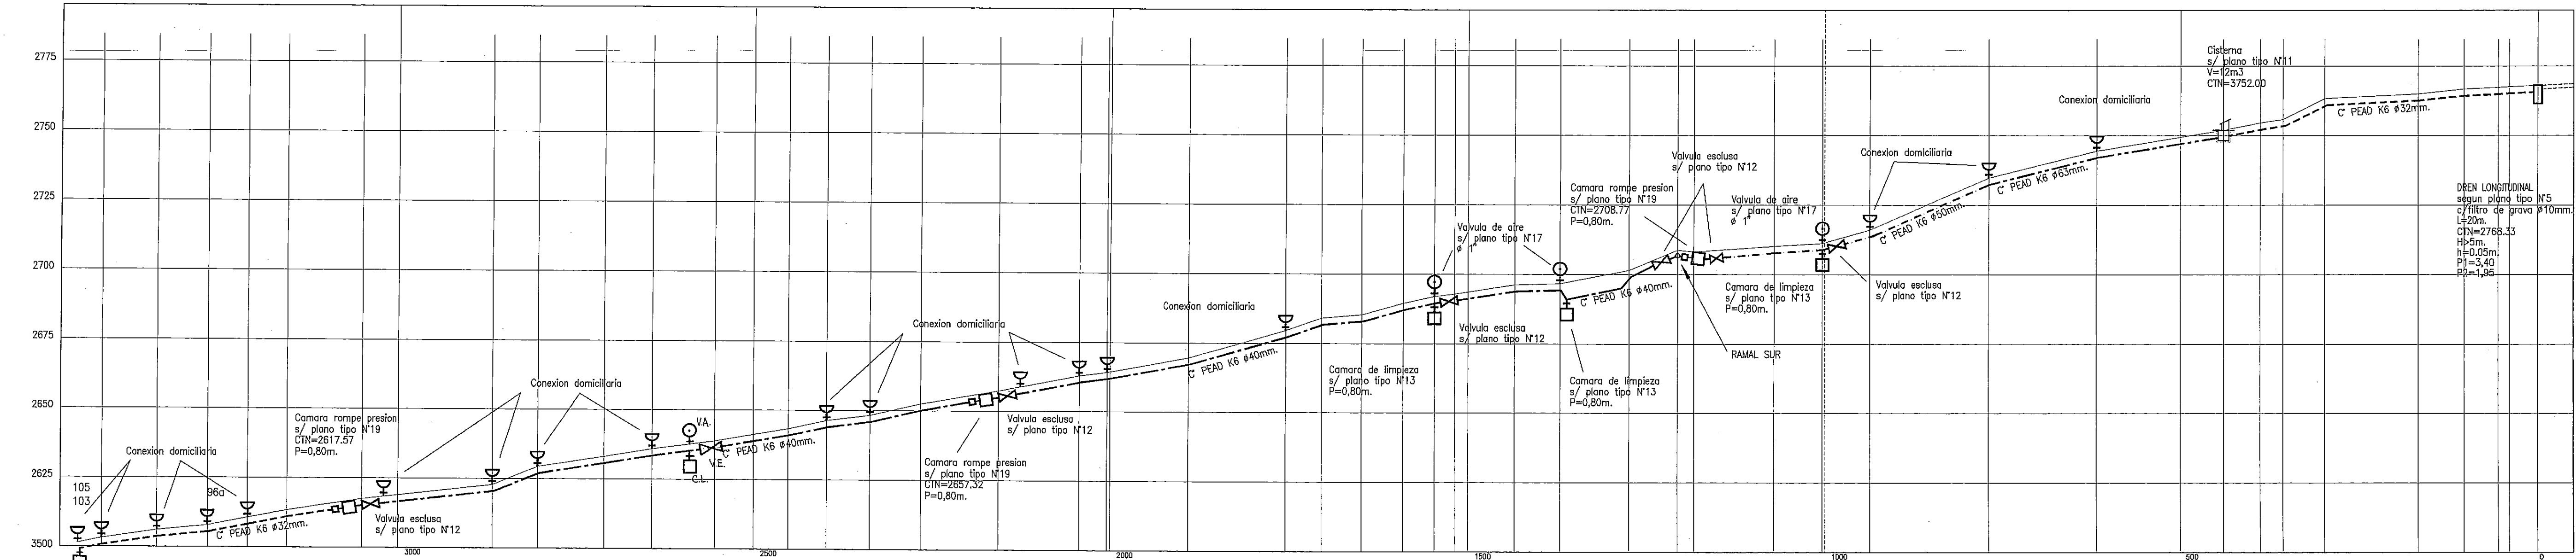 2775
2750
2725
2700
2675
2650
2625
3500
3000
2500
2000
1500
1000
500
0
105
103
Conexion domiciliaria
96a
C' PEAD K6 ø32mm.
Camara rompe presion
s/ plano tipo N°19
CTN=2617.57
P=0,80m.
Valvula esclusa
s/ plano tipo N°12
Conexion domiciliaria
V.A.
V.E.
C.L.
C' PEAD K6 ø40mm.
Conexion domiciliaria
Camara rompe presion
s/ plano tipo N°19
CTN=2657.32
P=0,80m.
Valvula esclusa
s/ plano tipo N°12
Conexion domiciliaria
C' PEAD K6 ø40mm.
Camara de limpieza
s/ plano tipo N°13
P=0,80m.
Valvula de aire
s/ plano tipo N°17
ø 1"
Valvula esclusa
s/ plano tipo N°12
Camara de limpieza
s/ plano tipo N°13
P=0,80m.
C' PEAD K6 ø40mm.
Camara rompe presion
s/ plano tipo N°19
CTN=2708.77
P=0,80m.
Valvula esclusa
s/ plano tipo N°12
Valvula de aire
s/ plano tipo N°17
ø 1"
RAMAL SUR
Camara de limpieza
s/ plano tipo N°13
P=0,80m.
Valvula esclusa
s/ plano tipo N°12
Conexion domiciliaria
C' PEAD K6 ø50mm.
C' PEAD K6 ø63mm.
Conexion domiciliaria
Cisterna
s/ plano tipo N°11
V=12m3
CTN=3752.00
C' PEAD K6 ø32mm.
DREN LONGITUDINAL
segun plano tipo N°5
c/filtro de grava ø10mm.
L=20m.
CTN=2768.33
H>5m.
h=0.05m.
P1=3,40
P2=1,95